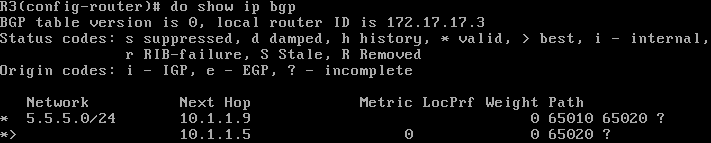 R3(config-router)# do show ip bgp
BGP table version is 0, local router ID is 172.17.17.3
Status codes: s suppressed, d damped, h history, * valid, > best, i - internal,
r RIB-failure, S Stale, R Removed
Origin codes: i - IGP, e - EGP, ? - incomplete
Network Next Hop Metric LocPrf Weight Path
* 5.5.5.0/24 10.1.1.9 0 65010 65020 ?
*> 10.1.1.5 0 0 65020 ?